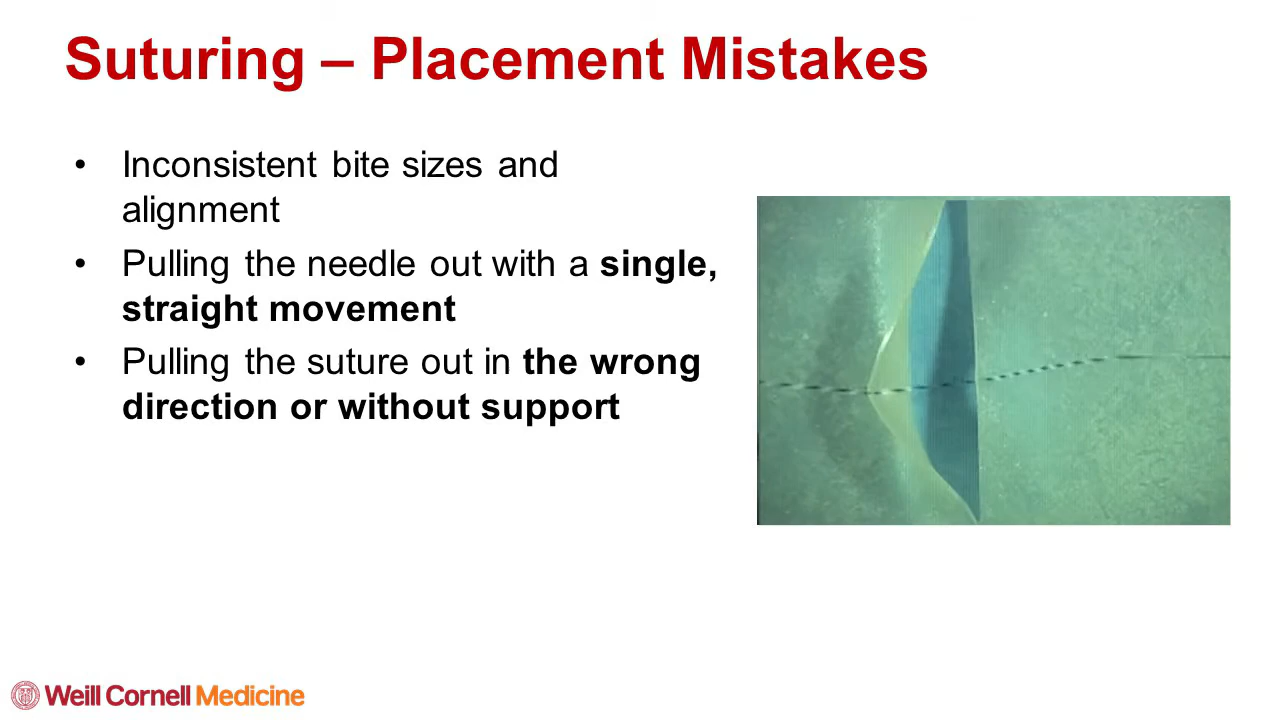 Suturing – Placement Mistakes
• Inconsistent bite sizes and
alignment
• Pulling the needle out with a single,
straight movement
• Pulling the suture out in the wrong
direction or without support
Weill Cornell Medicine